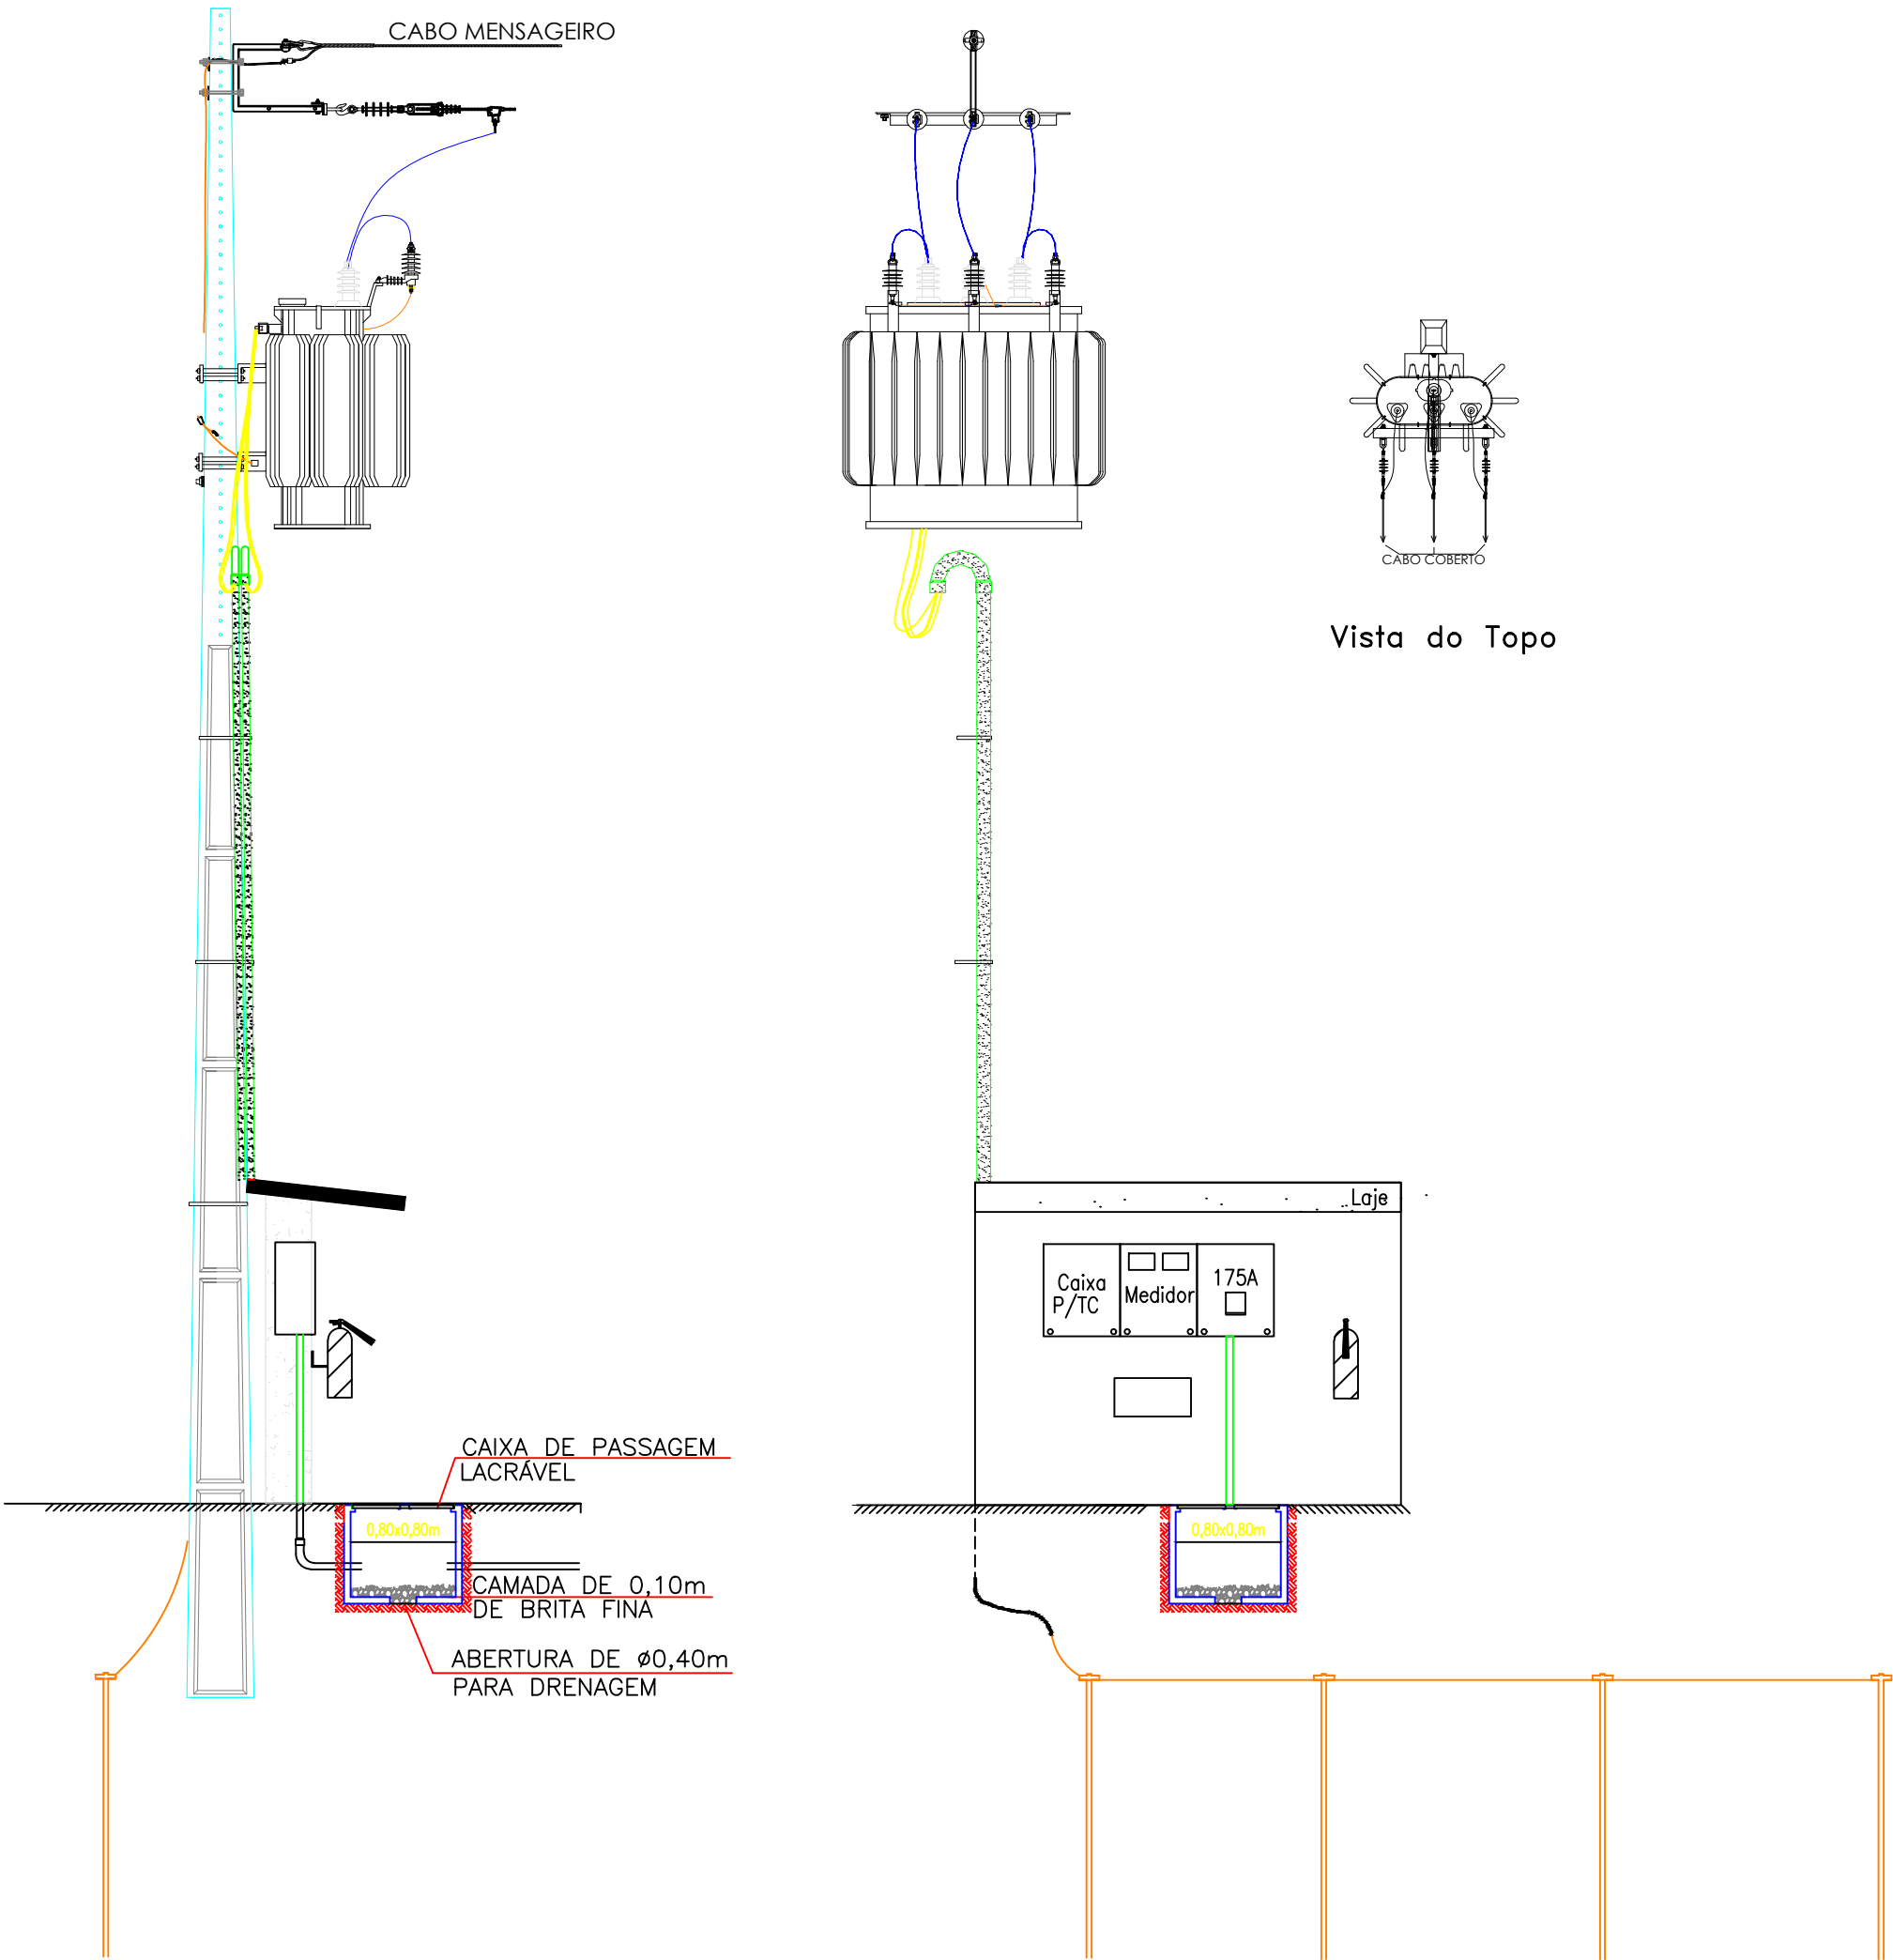 CABO MENSAGEIRO
CABO COBERTO
Vista do Topo
Laje
Caixa
P/TC
Medidor
175A
CAIXA DE PASSAGEM
LACRÁVEL
0,80x0,80m
0,80x0,80m
CAMADA DE 0,10m
DE BRITA FINA
ABERTURA DE ø0,40m
PARA DRENAGEM